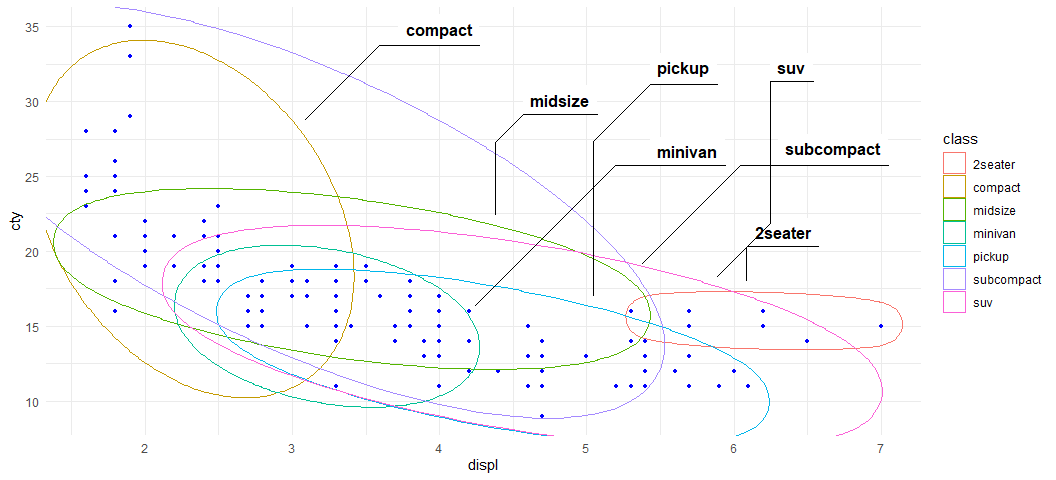 compact
pickup
suv
midsize
minivan
subcompact
2seater
35
30
25
20
15
10
cty
2
3
4
5
6
7
displ
class
2seater
compact
midsize
minivan
pickup
subcompact
suv